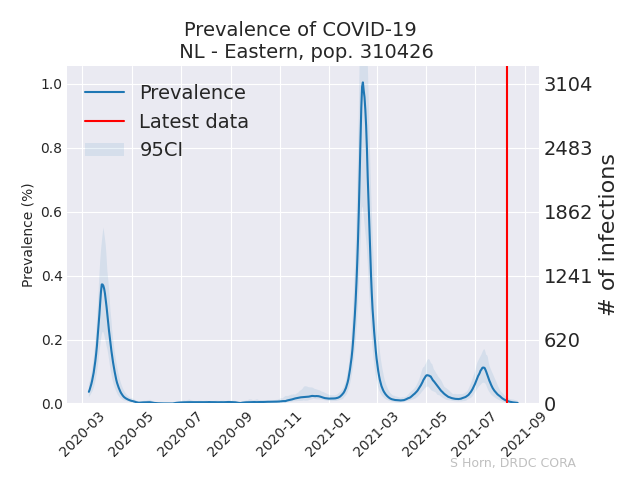 Prevalence of COVID-19
NL - Eastern, pop. 310426
Prevalence
Latest data
95CI
1.0
0.8
0.6
0.4
0.2
0.0
Prevalence (%)
3104
2483
1862
1241
620
0
# of infections
2020-03
2020-05
2020-07
2020-09
2020-11
2021-01
2021-03
2021-05
2021-07
2021-09
S Horn, DRDC CORA